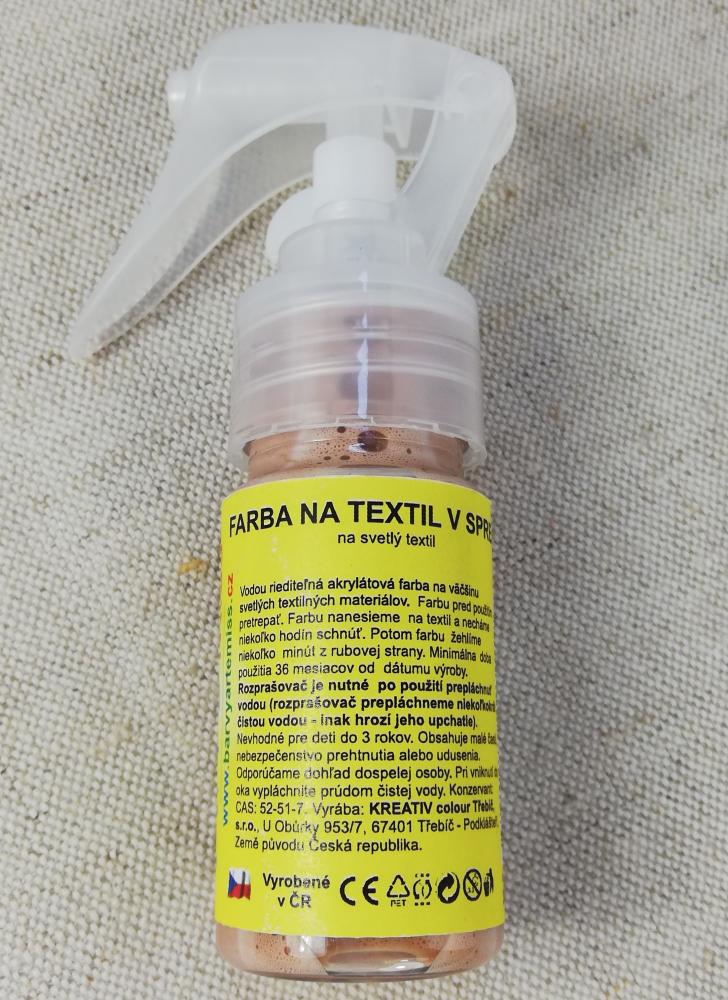 FARBA NA TEXTIL V SPRE
na svetlý textil
Vodou riediteľná akrylátová farba na väčšinu
svetlých textilných materiálov. Farbu pred použitím
pretrepať. Farbu nanesieme na textil a necháme
niekoľko hodín schnúť. Potom farbu žehlíme
niekoľko minút z rubovej strany. Minimálna doba
použitia 36 mesiacov od dátumu výroby.
Rozprašovač je nutné po použití prepláchnuť
vodou (rozprašovač prepláchneme niekoľkokrát
čistou vodou - inak hrozí jeho upchatie).
Nevhodné pre deti do 3 rokov. Obsahuje malé časti,
nebezpečenstvo prehtnutia alebo udusenia.
Odporúčame dohľad dospelej osoby. Pri vniknutí do
oka vypláchnite prúdom čistej vody. Konzervant:
CAS: 52-51-7. Vyrába: KREATIV colour Třebíč,
s.r.o., U Obůrky 953/7, 67401 Třebíč - Podklášteří
Země původu Česká republika.
www.barvyartemiss.cz
Vyrobené
v ČR
CE
PET